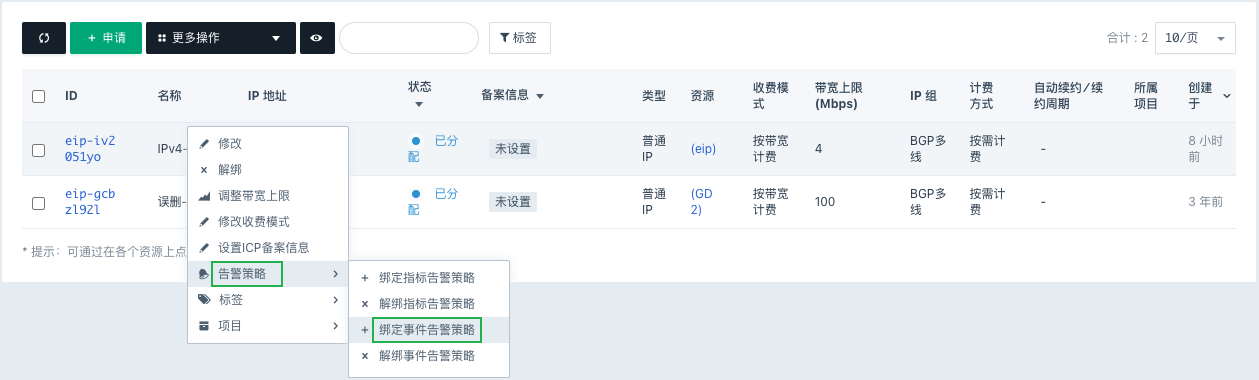 申请
更多操作
标签
合计 : 2
10/页
ID
名称
IP 地址
状态
备案信息
类型
资源
收费模
式
带宽上限
(Mbps)
IP 组
计费
方式
自动续约/续
约周期
所属
项目
创建
于
eip-iv2
051yo
IPv4-
已分
配
未设置
普通
IP
(eip)
按带宽
计费
4
BGP多
线
按需计
费
-
8 小时
前
eip-gcb
zl92l
误删-
已分
配
未设置
普通
IP
(GD
2)
按带宽
计费
100
BGP多
线
按需计
费
-
3 年前
* 提示：可通过在各个资源上点
修改
解绑
调整带宽上限
修改收费模式
设置ICP备案信息
告警策略
标签
项目
绑定指标告警策略
解绑指标告警策略
绑定事件告警策略
解绑事件告警策略